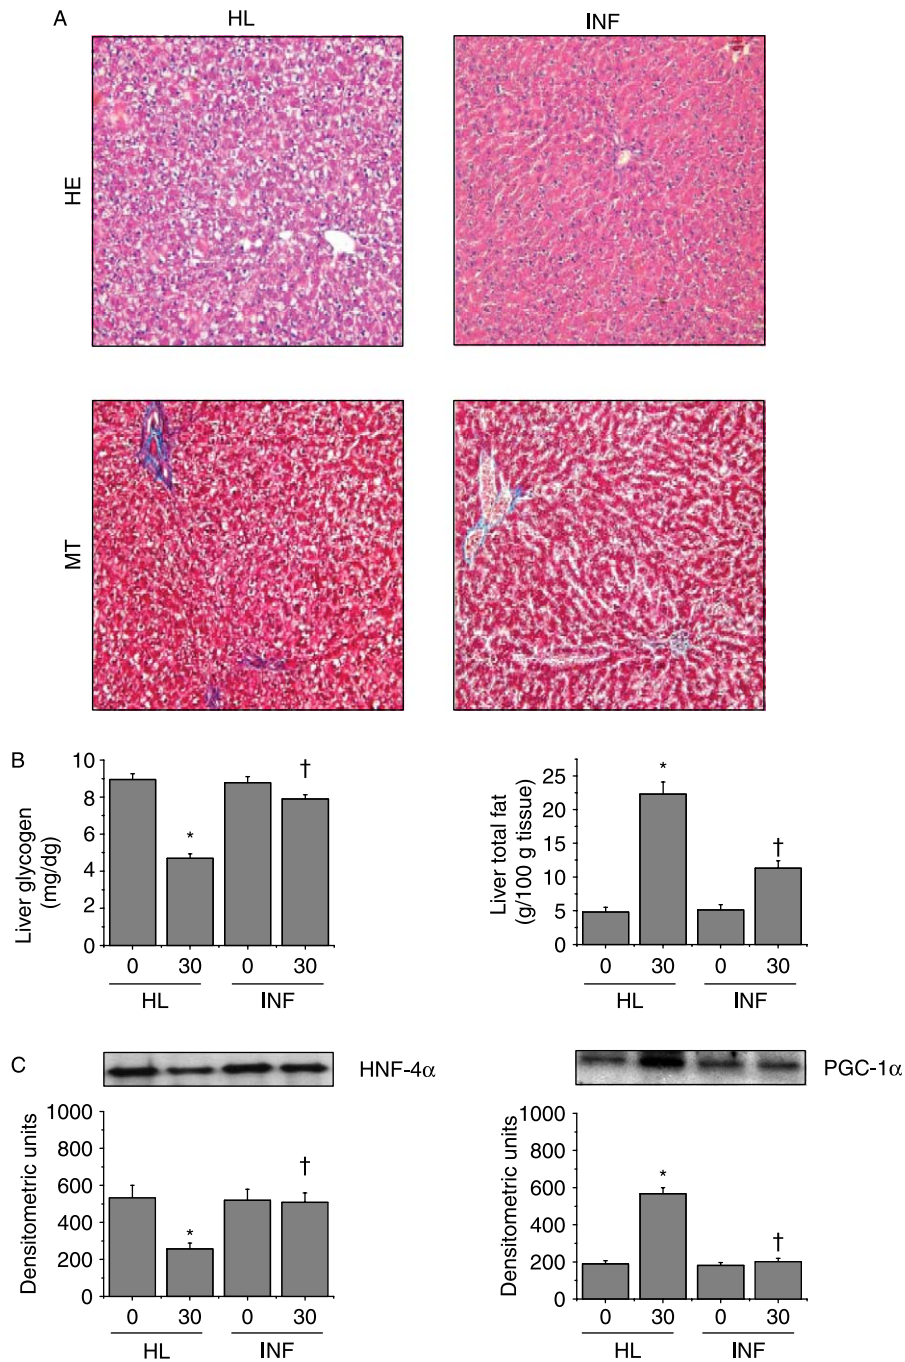 A
HL
INF
HE
MT
B
Liver glycogen
(mg/dg)
10
8
6
4
2
0
*
†
0 30 0 30
HL INF
Liver total fat
(g/100 g tissue)
25
20
15
10
5
0
*
†
0 30 0 30
HL INF
C
HNF-4α
Densitometric units
1000
800
600
400
200
0
*
†
0 30 0 30
HL INF
PGC-1α
Densitometric units
1000
800
600
400
200
0
*
†
0 30 0 30
HL INF